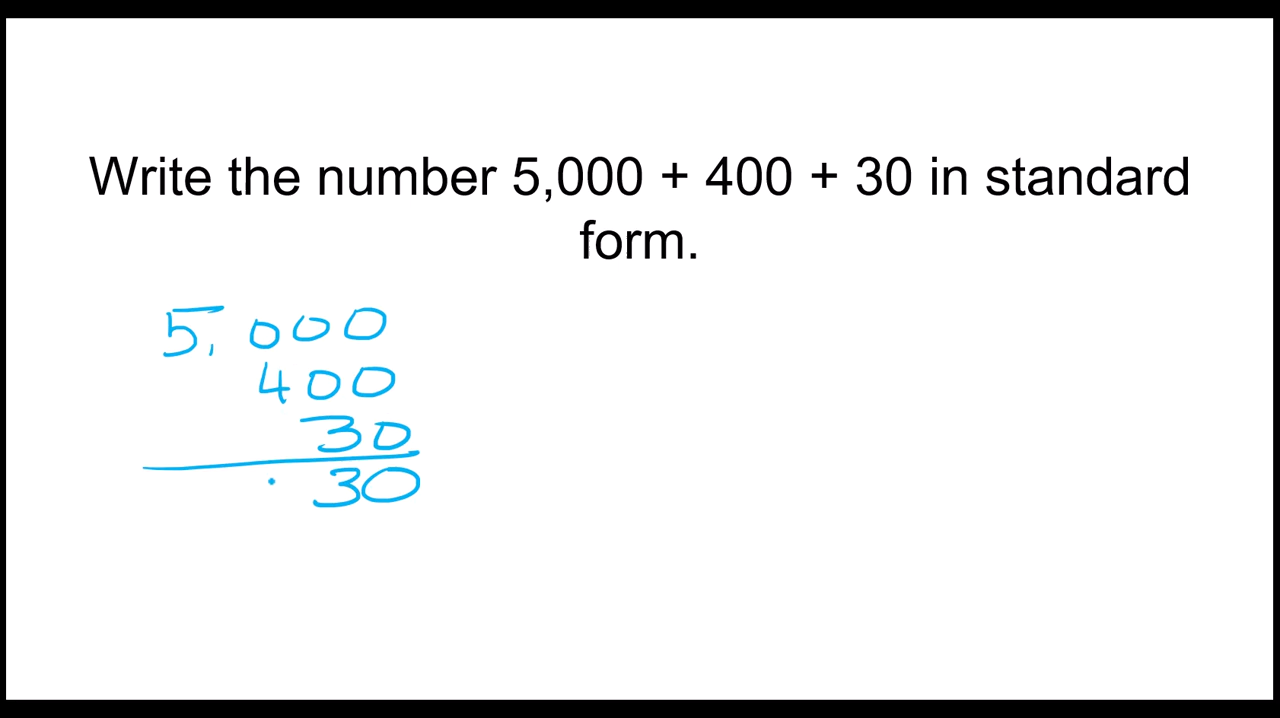 Write the number 5,000 + 400 + 30 in standard
form.
5,000
400
30
30